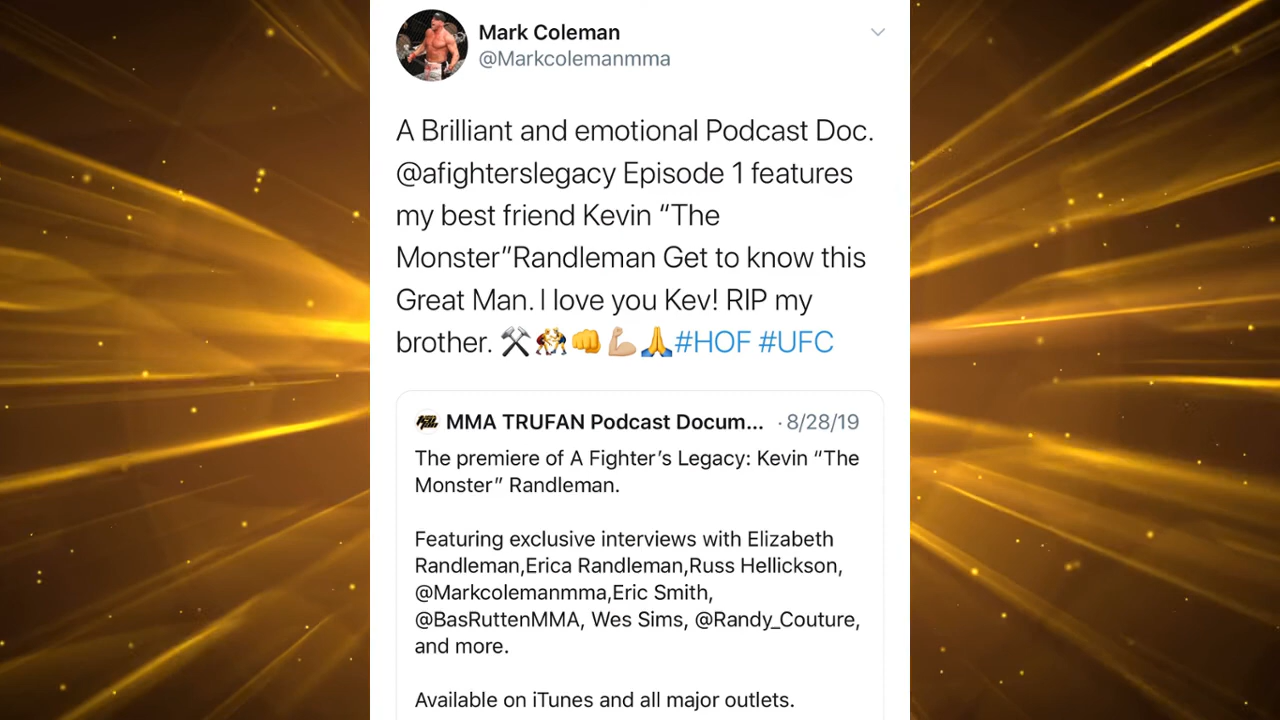 Mark Coleman
@Markcolemanmma
A Brilliant and emotional Podcast Doc.
@afighterslegacy Episode 1 features
my best friend Kevin “The
Monster”Randleman Get to know this
Great Man. I love you Kev! RIP my
brother. ⚒️🤼👊💪🏼🙏#HOF #UFC
MMA TRUFAN Podcast Docum... · 8/28/19
The premiere of A Fighter’s Legacy: Kevin “The
Monster” Randleman.
Featuring exclusive interviews with Elizabeth
Randleman,Erica Randleman,Russ Hellickson,
@Markcolemanmma,Eric Smith,
@BasRuttenMMA, Wes Sims, @Randy_Couture,
and more.
Available on iTunes and all major outlets.